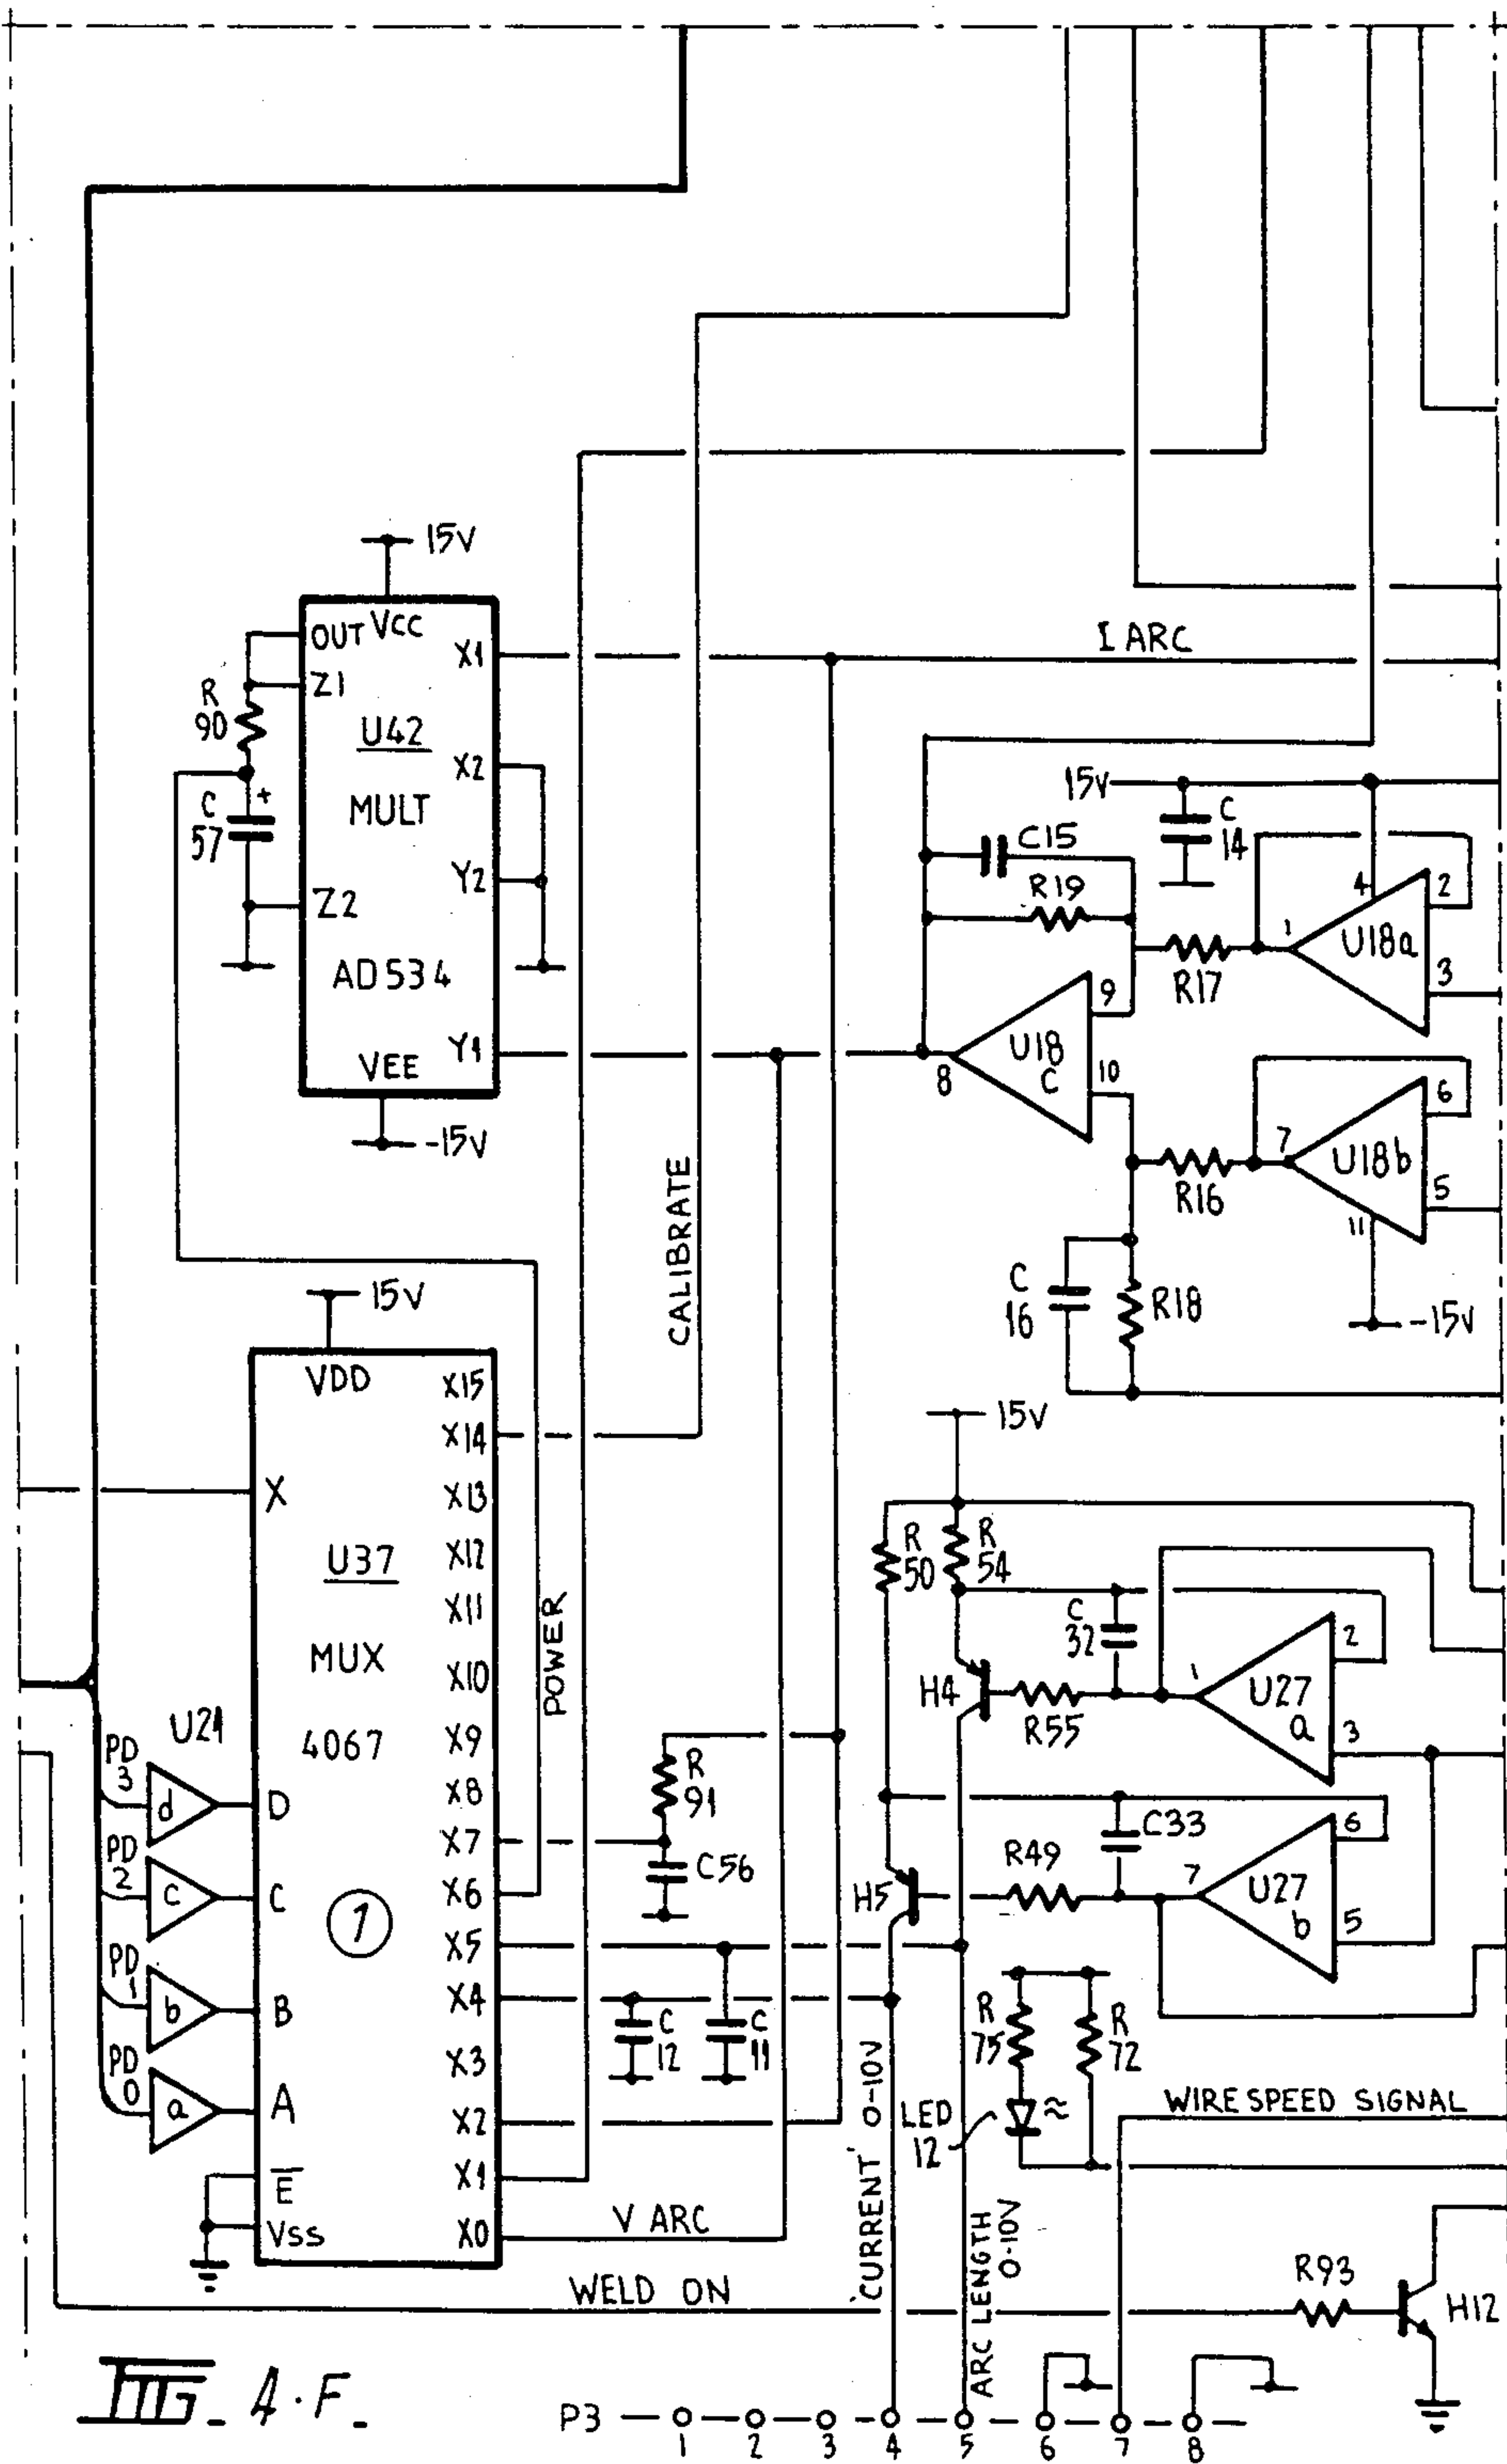 15V
OUT VCC
Z1
X1
R
90
U42
X2
C
57
+
MULT
Y2
Z2
AD534
Y1
VEE
-15V
I ARC
15V
C
14
C15
R19
4
2
1
U18a
3
R17
9
U18
C
8
10
6
7
U18b
5
R16
11
C
16
R18
-15V
CALIBRATE
15V
VDD
X15
X14
X
X13
U37
X12
X11
MUX
X10
U21
4067
X9
X8
X7
X6
X5
X4
X3
X2
X1
X0
PD
3
d
D
PD
2
c
C
PD
1
b
B
PD
0
a
A
E
VSS
1
POWER
R
91
C56
C
12
C
11
V ARC
15V
R
50
R
54
C
32
2
H4
R55
1
U27
a
3
C33
6
R49
7
U27
b
5
H5
R
75
R
72
LED
12
≈
WIRE SPEED SIGNAL
CURRENT 0-10V
ARC LENGTH
0-10V
WELD ON
R93
H12
FIG_ 4.F_
P3
1 2 3 4 5 6 7 8